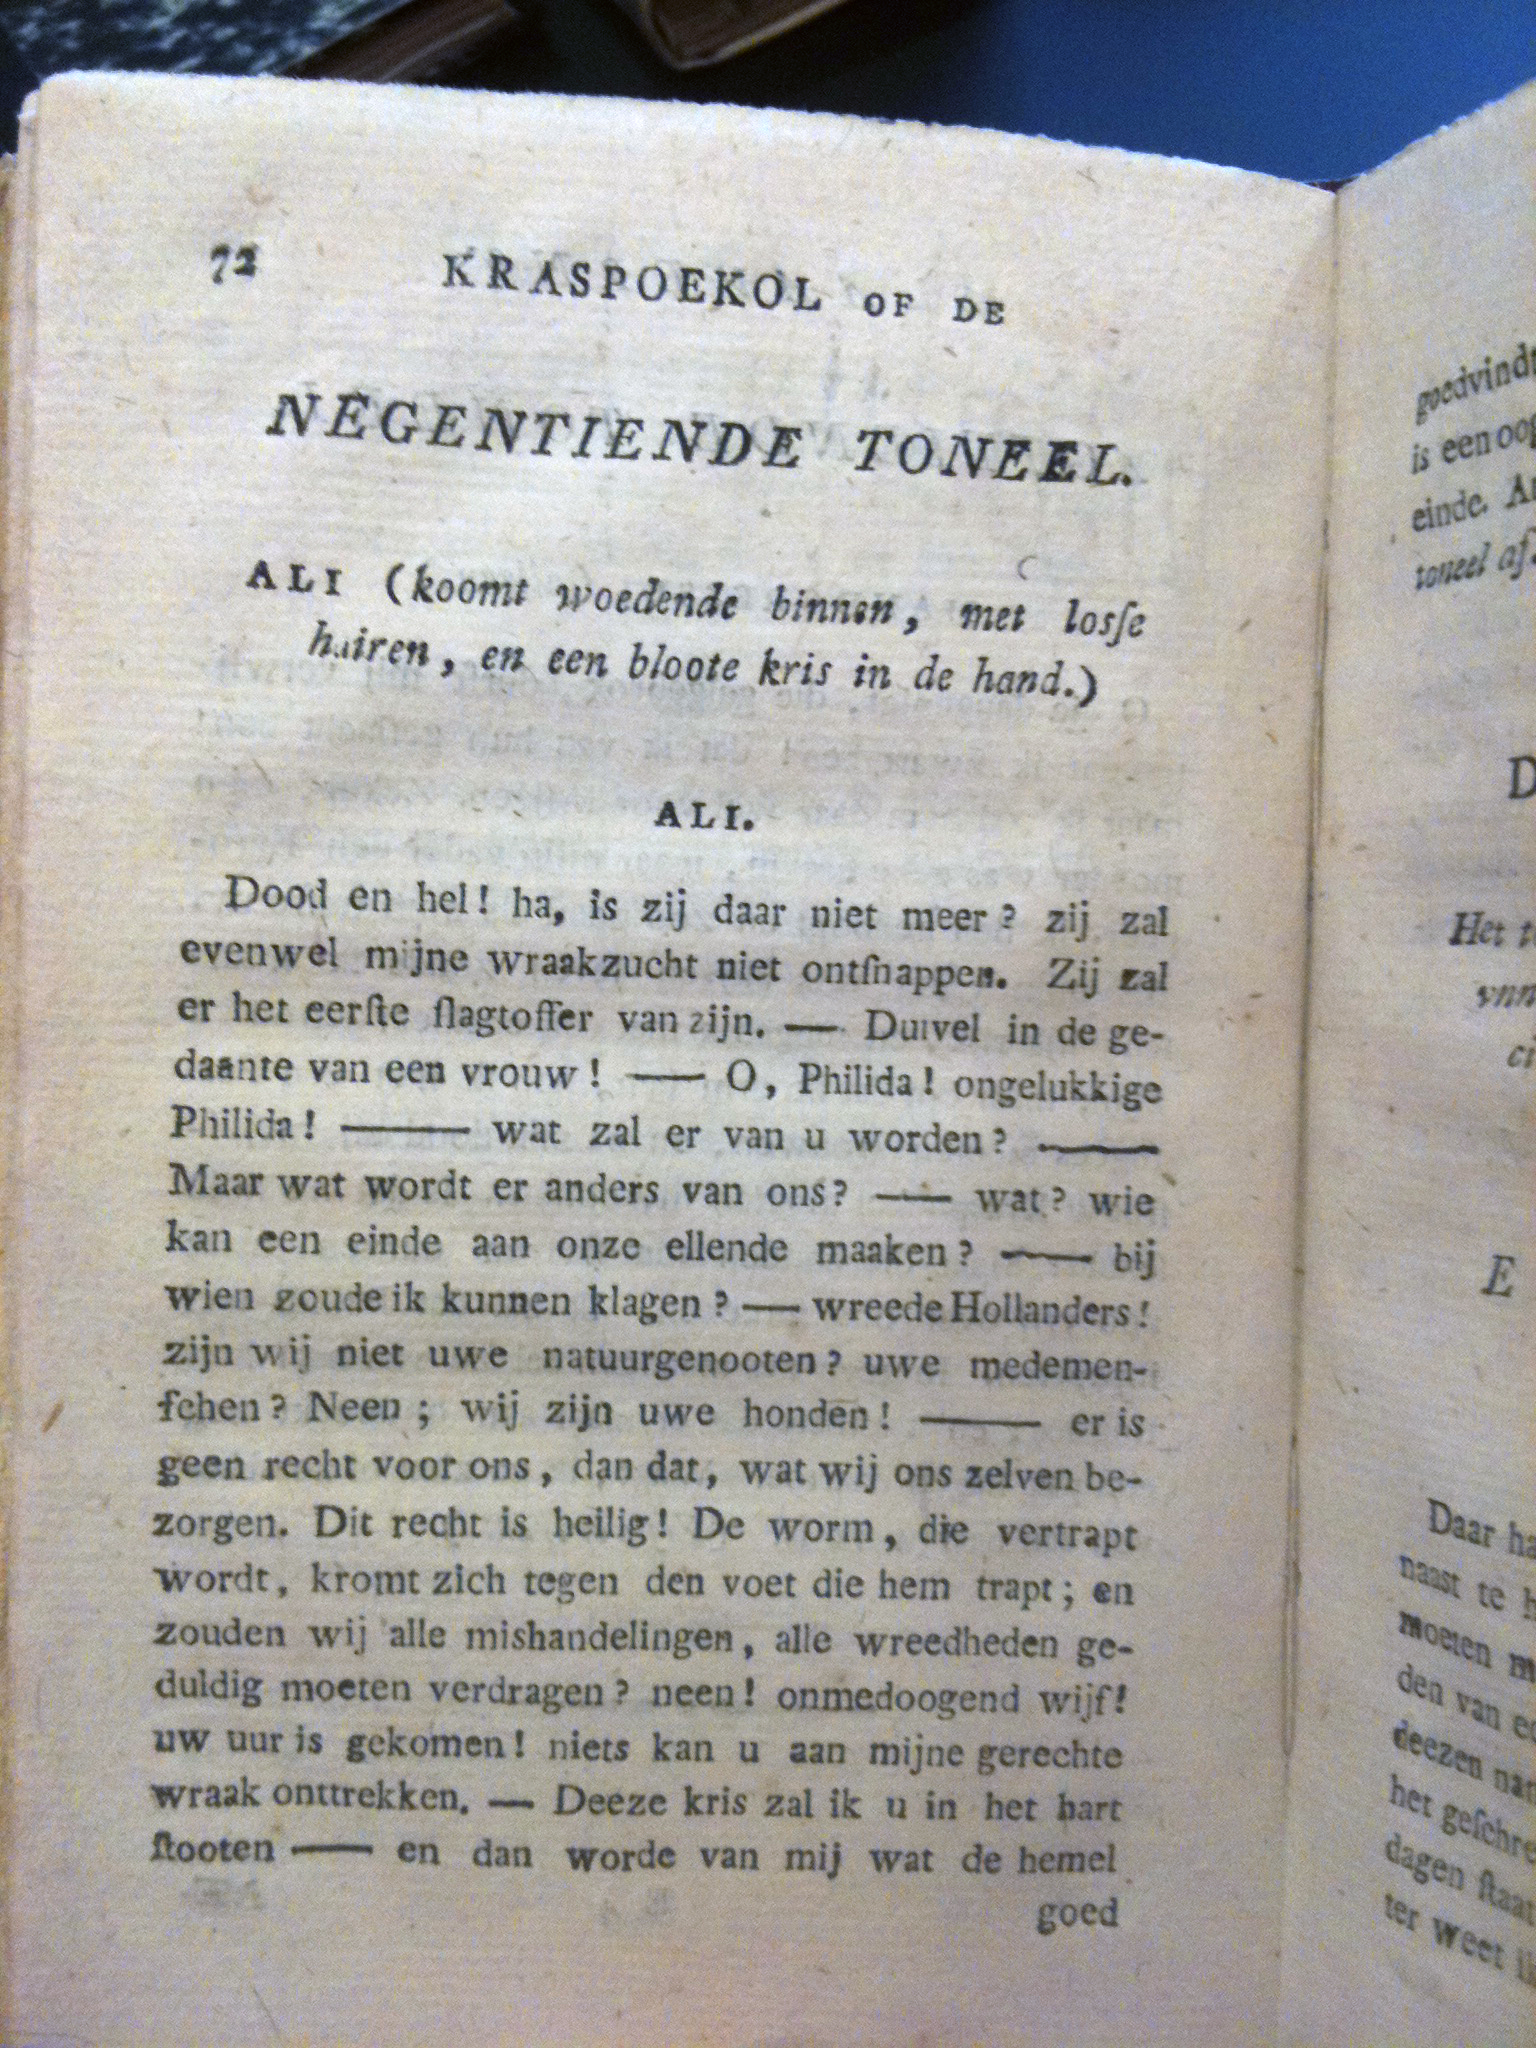 72 KRASPOEKOL OF DE
NEGENTIENDE TONEEL.
ALI (koomt woedende binnen, met losſe
hairen, en een bloote kris in de hand.)
ALI.
Dood en hel! ha, is zij daar niet meer? zij zal
evenwel mijne wraakzucht niet ontſnappen. Zij zal
er het eerſte ſlagtoffer van zijn. — Duivel in de ge-
daante van een vrouw! — O, Philida! ongelukkige
Philida! — wat zal er van u worden? —
Maar wat wordt er anders van ons? — wat? wie
kan een einde aan onze ellende maaken? — bij
wien zoude ik kunnen klagen? — wreede Hollanders!
zijn wij niet uwe natuurgenooten? uwe medemen-
ſchen? Neen; wij zijn uwe honden! — er is
geen recht voor ons, dan dat, wat wij ons zelven be-
zorgen. Dit recht is heilig! De worm, die vertrapt
wordt, kromt zich tegen den voet die hem trapt; en
zouden wij alle mishandelingen, alle wreedheden ge-
duldig moeten verdragen? neen! onmedoogend wijf!
uw uur is gekomen! niets kan u aan mijne gerechte
wraak onttrekken. — Deeze kris zal ik u in het hart
ſtooten — en dan worde van mij wat de hemel
goed
goedvindt
is een oog
einde.
toneel af.
D
Het
E
Daar
naast te
moeten
den van
deezen
het geſchre
dagen ſtaat
ter weet